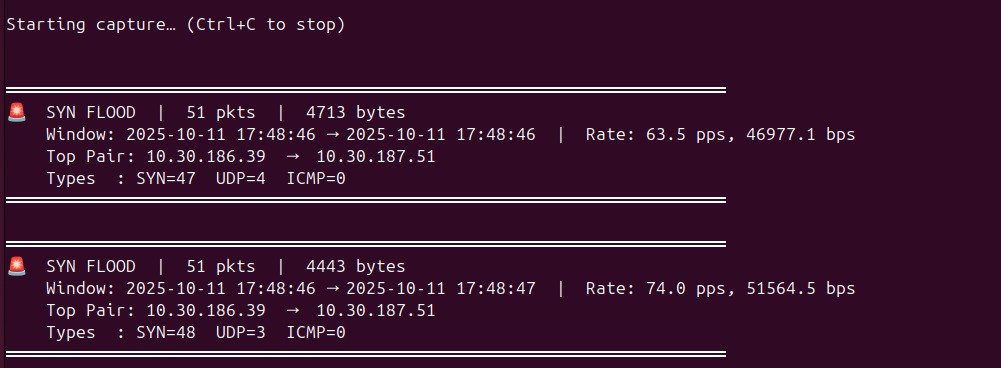 Starting capture… (Ctrl+C to stop)
🚨 SYN FLOOD | 51 pkts | 4713 bytes
Window: 2025-10-11 17:48:46 → 2025-10-11 17:48:46 | Rate: 63.5 pps, 46977.1 bps
Top Pair: 10.30.186.39 → 10.30.187.51
Types : SYN=47 UDP=4 ICMP=0
🚨 SYN FLOOD | 51 pkts | 4443 bytes
Window: 2025-10-11 17:48:46 → 2025-10-11 17:48:47 | Rate: 74.0 pps, 51564.5 bps
Top Pair: 10.30.186.39 → 10.30.187.51
Types : SYN=48 UDP=3 ICMP=0